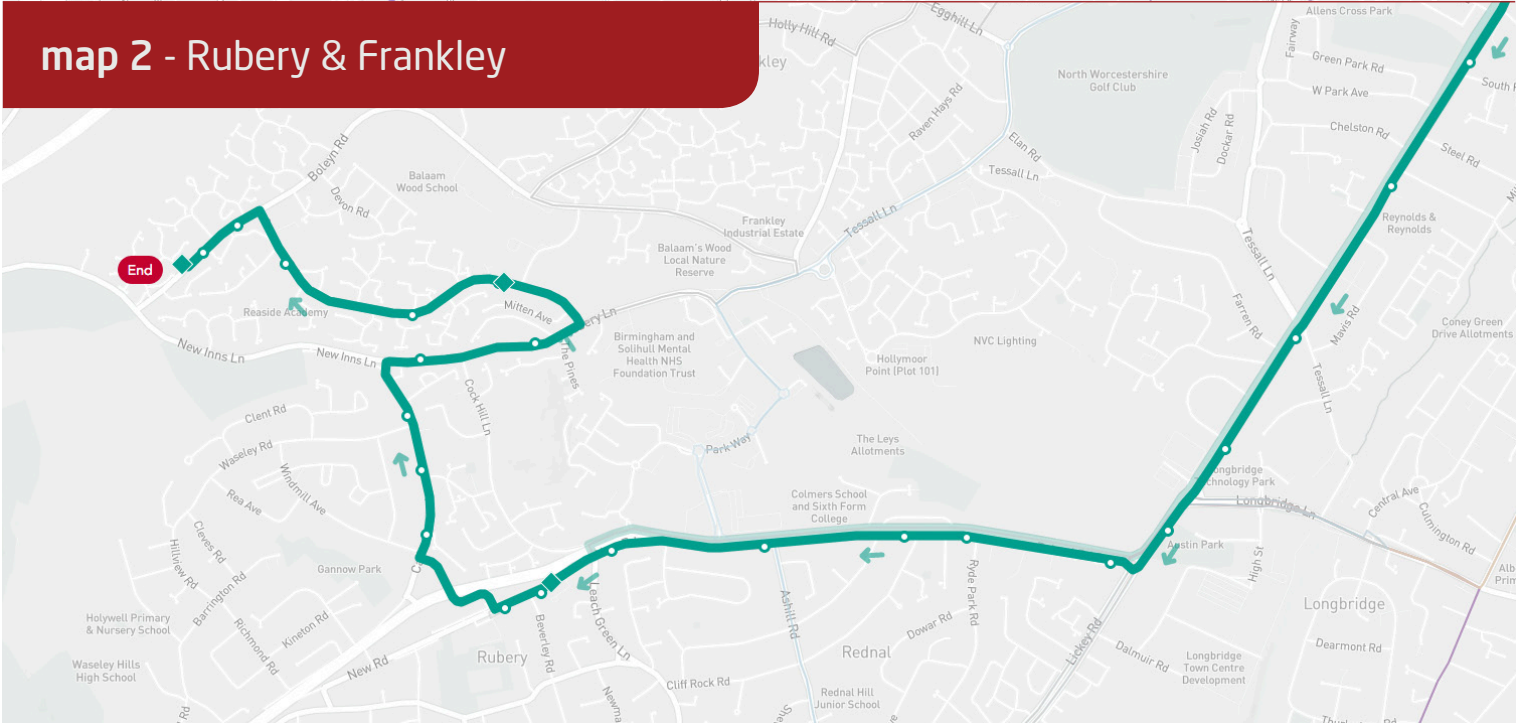 map 2 - Rubery & Frankley
Holly Hill Rd
Egghill Ln
Allens Cross Park
Fairway
Green Park Rd
South
W Park Ave
North Worcestershire
Golf Club
Chelston Rd
Steel Rd
Raven Hays Rd
Elan Rd
Josiah Rd
Dockar Rd
Tessall Ln
Boleyn Rd
Balaam
Wood School
Devon Rd
Frankley
Industrial Estate
Tessall Ln
Reynolds &
Reynolds
Tessall Ln
Balaam's Wood
Local Nature
Reserve
End
Reaside Academy
Mitten Ave
Farren Rd
Mavis Rd
Coney Green
Drive Allotments
New Inns Ln
New Inns Ln
The Pines
Birmingham and
Solihull Mental
Health NHS
Foundation Trust
NVC Lighting
Hollymoor
Point (Plot 101)
Tessall Ln
Clent Rd
Cock Hill Ln
Waseley Rd
Park Way
The Leys
Allotments
Windmill Ave
Rea Ave
Colmers School
and Sixth Form
College
Longbridge Ln
Central Ave
Culmington Rd
Cleves Rd
Hillview Rd
Gannow Park
Austin Park
High St
Barrington Rd
Holywell Primary
& Nursery School
Kineton Rd
Richmond Rd
Leach Green Ln
Beverley Rd
Ashill Rd
Ryde Park Rd
Dowar Rd
Longbridge
Lickey Rd
Dearmont Rd
Waseley Hills
High School
New Rd
Rubery
Rednal
Dalmuir Rd
Longbridge
Town Centre
Development
Cliff Rock Rd
Rednal Hill
Junior School